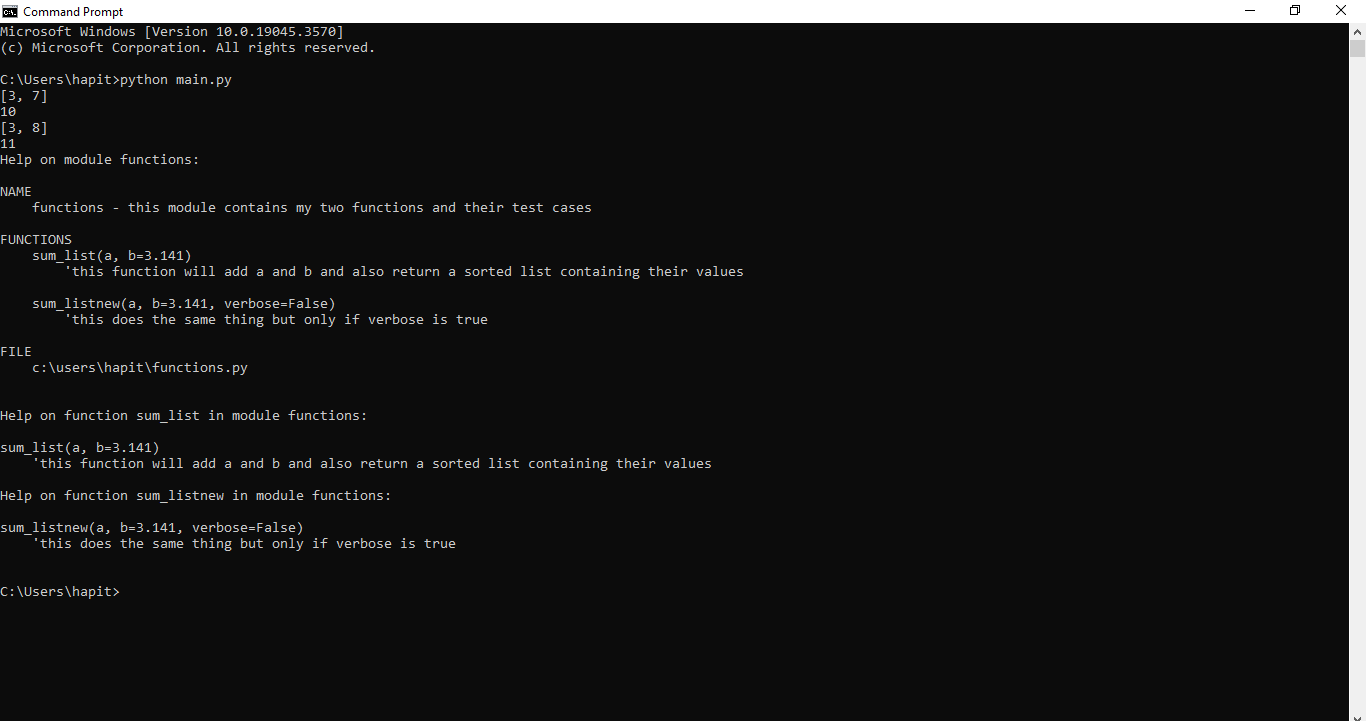 Command Prompt
Microsoft Windows [Version 10.0.19045.3570]
(c) Microsoft Corporation. All rights reserved.

C:\Users\hapit>python main.py
[3, 7]
10
[3, 8]
11
Help on module functions:

NAME
    functions - this module contains my two functions and their test cases

FUNCTIONS
    sum_list(a, b=3.141)
        'this function will add a and b and also return a sorted list containing their values

    sum_listnew(a, b=3.141, verbose=False)
        'this does the same thing but only if verbose is true

FILE
    c:\users\hapit\functions.py


Help on function sum_list in module functions:

sum_list(a, b=3.141)
    'this function will add a and b and also return a sorted list containing their values

Help on function sum_listnew in module functions:

sum_listnew(a, b=3.141, verbose=False)
    'this does the same thing but only if verbose is true


C:\Users\hapit>